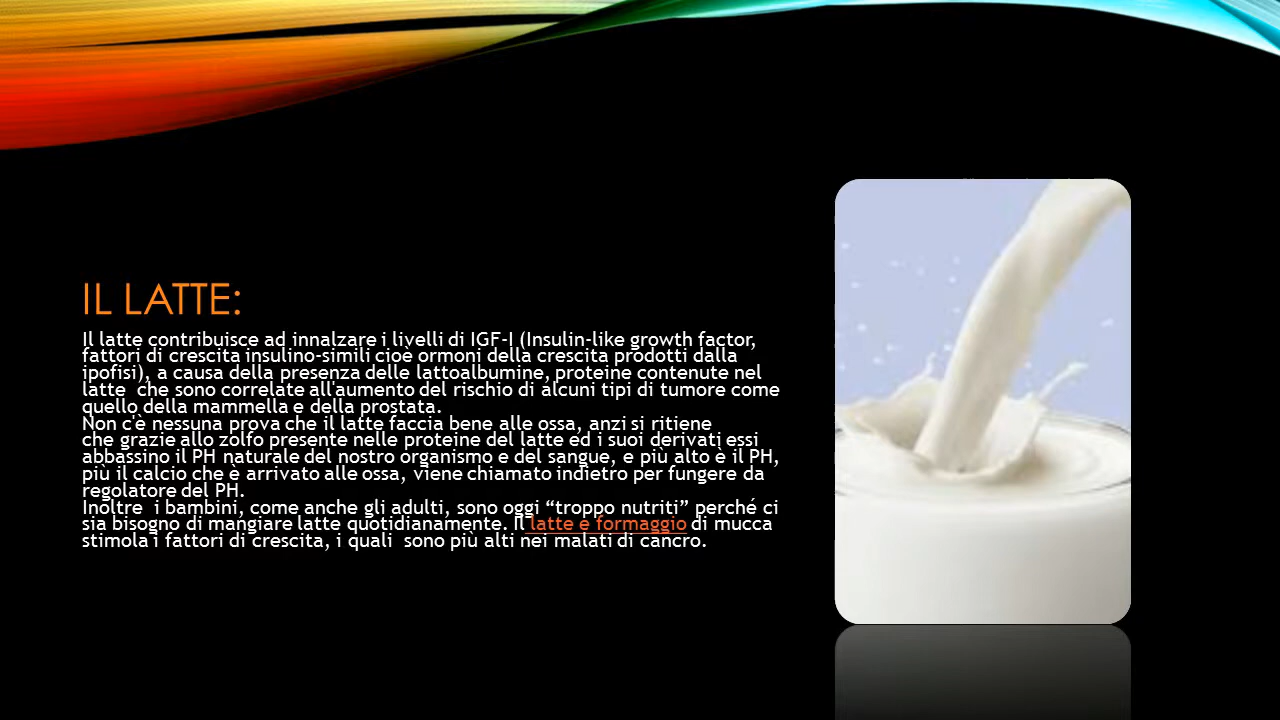 IL LATTE:
Il latte contribuisce ad innalzare i livelli di IGF-I (Insulin-like growth factor,
fattori di crescita insulino-simili cioè ormoni della crescita prodotti dalla
ipofisi), a causa della presenza delle lattoalbumine, proteine contenute nel
latte  che sono correlate all'aumento del rischio di alcuni tipi di tumore come
quello della mammella e della prostata.
Non c'è nessuna prova che il latte faccia bene alle ossa, anzi si ritiene
che grazie allo zolfo presente nelle proteine del latte ed i suoi derivati essi
abbassino il PH naturale del nostro organismo e del sangue, e più alto è il PH,
più il calcio che è arrivato alle ossa, viene chiamato indietro per fungere da
regolatore del PH.
Inoltre  i bambini, come anche gli adulti, sono oggi “troppo nutriti” perché ci
sia bisogno di mangiare latte quotidianamente. Il latte e formaggio di mucca
stimola i fattori di crescita, i quali  sono più alti nei malati di cancro.